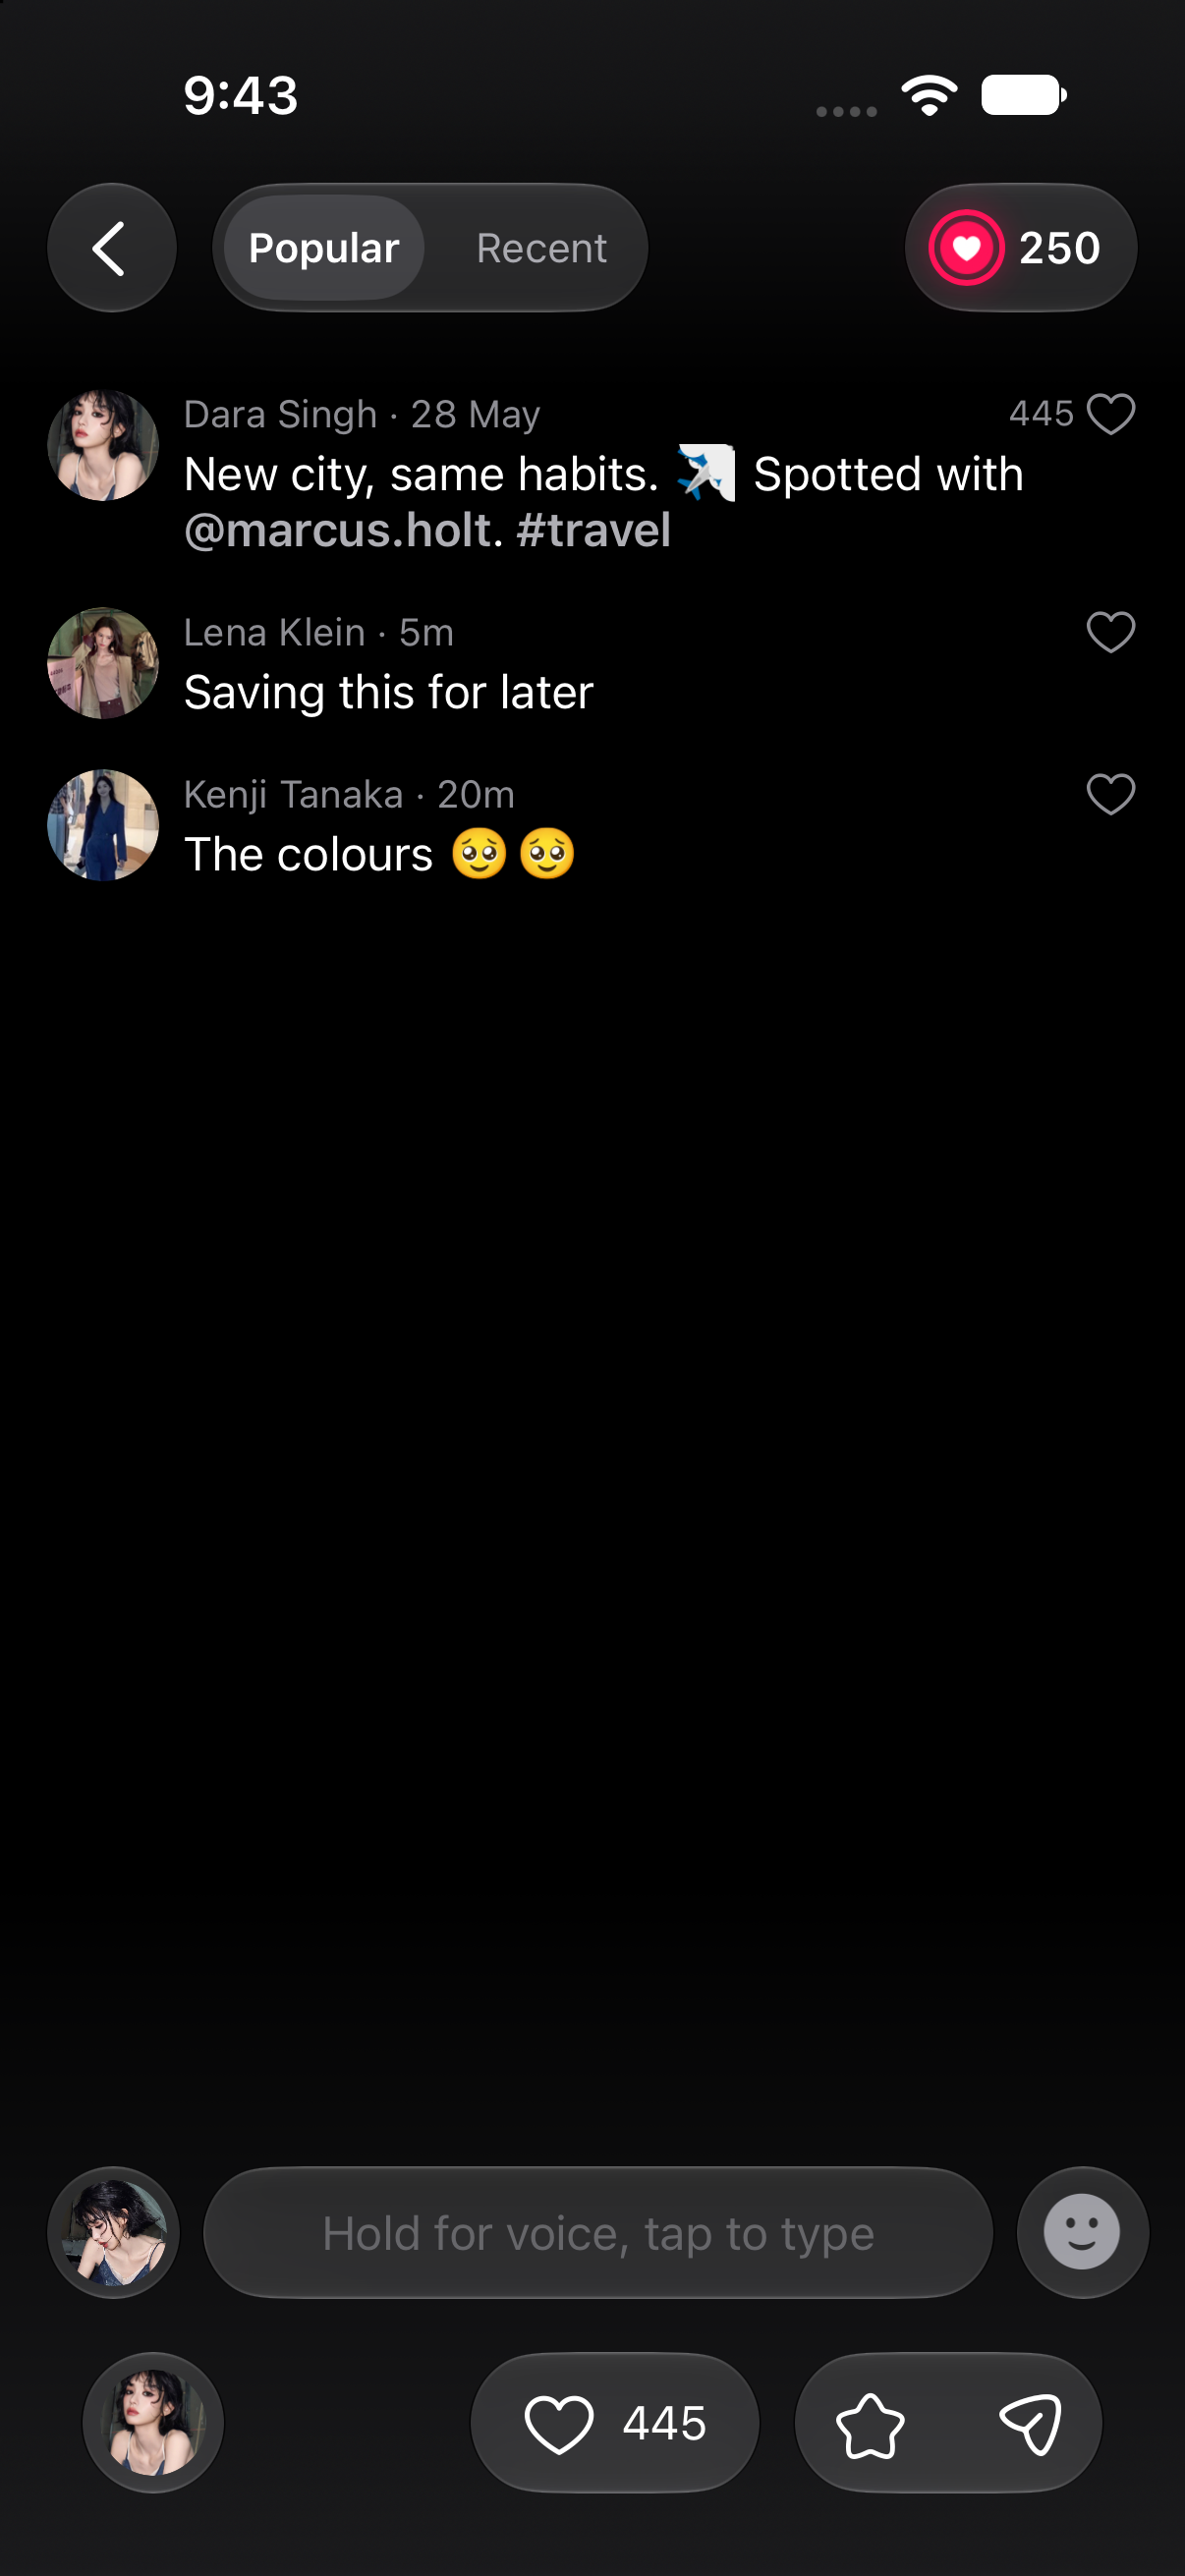 9:43
Popular
Recent
250
Dara Singh · 28 May
445
New city, same habits. ✈️ Spotted with
@marcus.holt. #travel
Lena Klein · 5m
Saving this for later
Kenji Tanaka · 20m
The colours 🥹🥹
Hold for voice, tap to type
445